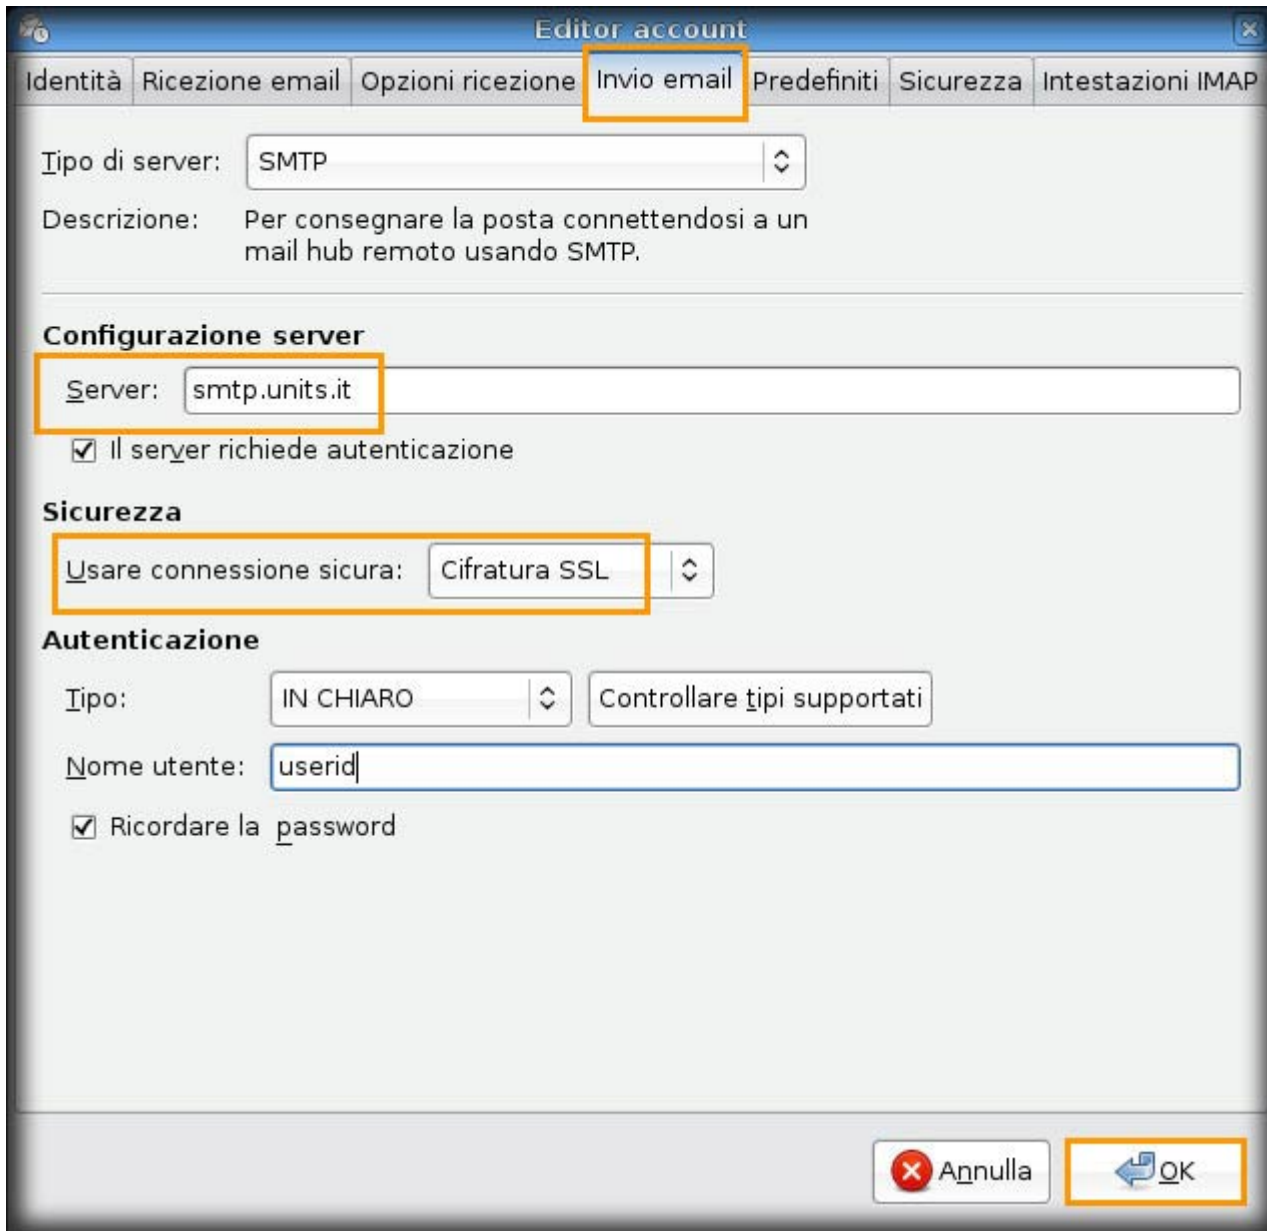 Editor account
Identità Ricezione email Opzioni ricezione Invio email Predefiniti Sicurezza Intestazioni IMAP
Tipo di server: SMTP
Descrizione: Per consegnare la posta connettendosi a un
mail hub remoto usando SMTP.
Configurazione server
Server: smtp.units.it
Il server richiede autenticazione
Sicurezza
Usare connessione sicura: Cifratura SSL
Autenticazione
Tipo: IN CHIARO Controllare tipi supportati
Nome utente: userid
Ricordare la password
Annulla OK